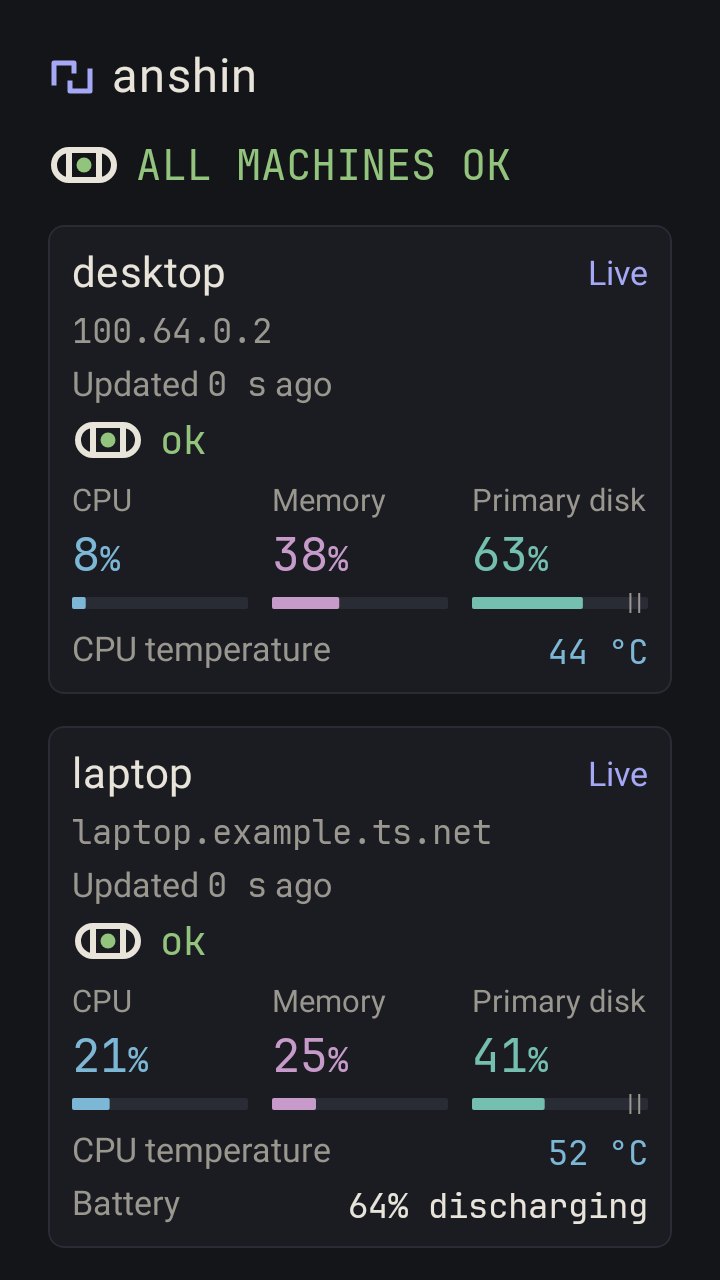 anshin
ALL MACHINES OK
desktop Live
100.64.0.2
Updated 0 s ago
ok
CPU Memory Primary disk
8% 38% 63%
CPU temperature 44 °C
laptop Live
laptop.example.ts.net
Updated 0 s ago
ok
CPU Memory Primary disk
21% 25% 41%
CPU temperature 52 °C
Battery 64% discharging